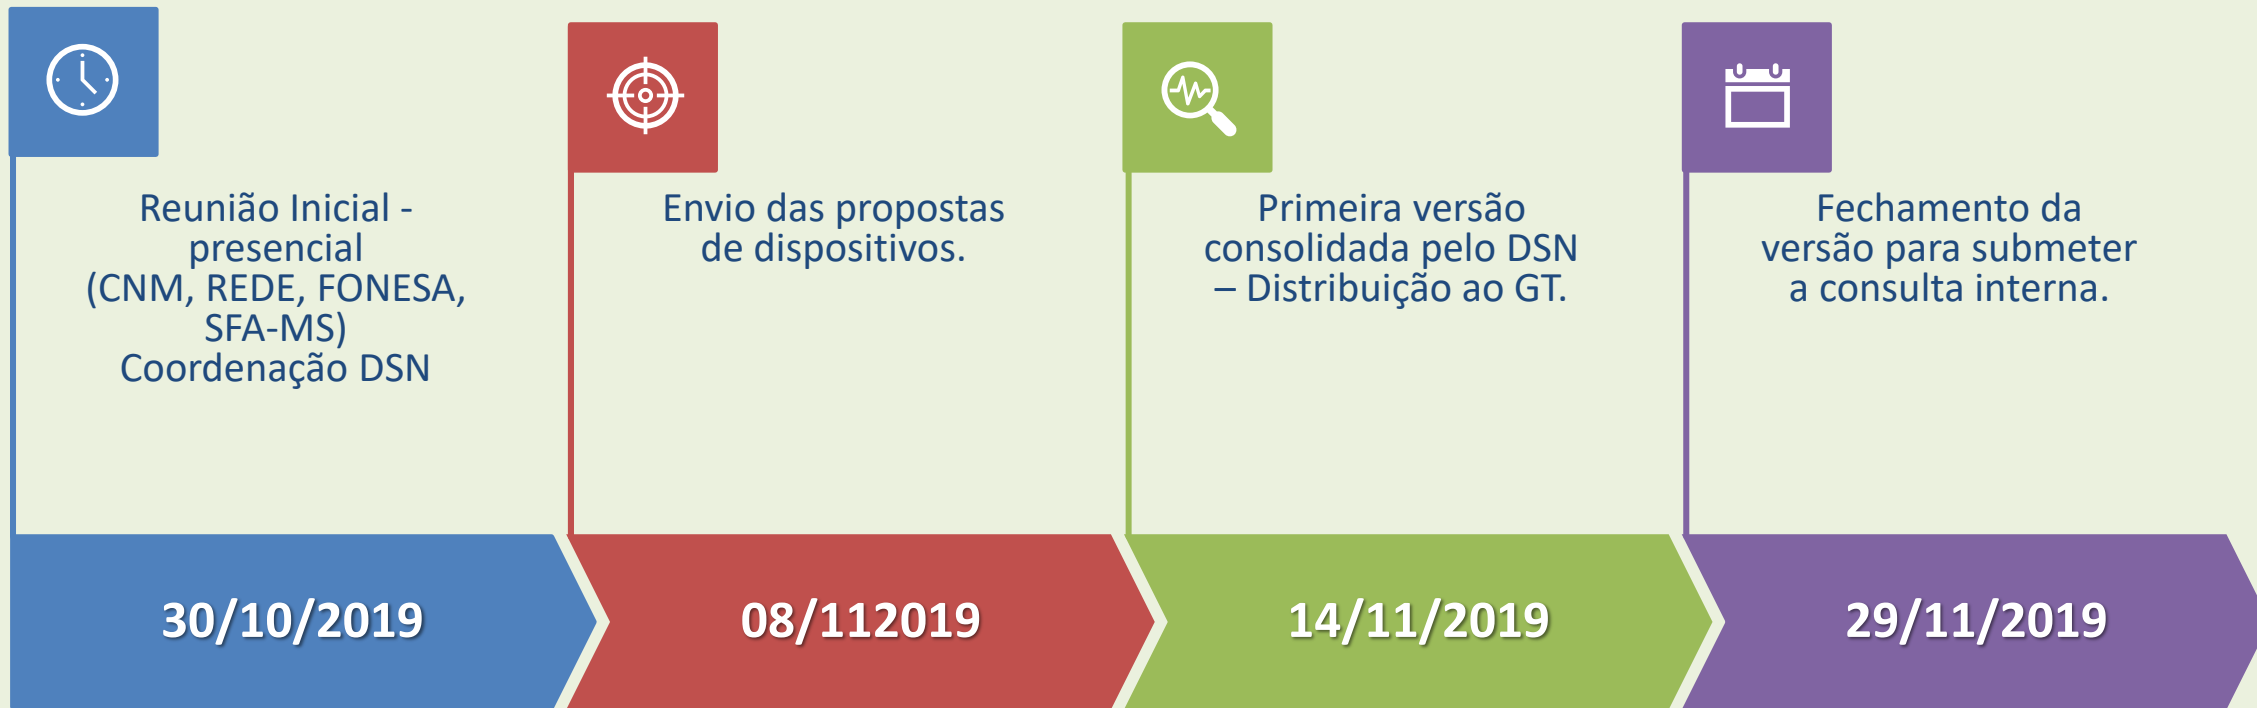 Reunião Inicial -
presencial
(CNM, REDE, FONESA,
SFA-MS)
Coordenação DSN
30/10/2019
Envio das propostas
de dispositivos.
08/112019
Primeira versão
consolidada pelo DSN
– Distribuição ao GT.
14/11/2019
Fechamento da
versão para submeter
a consulta interna.
29/11/2019